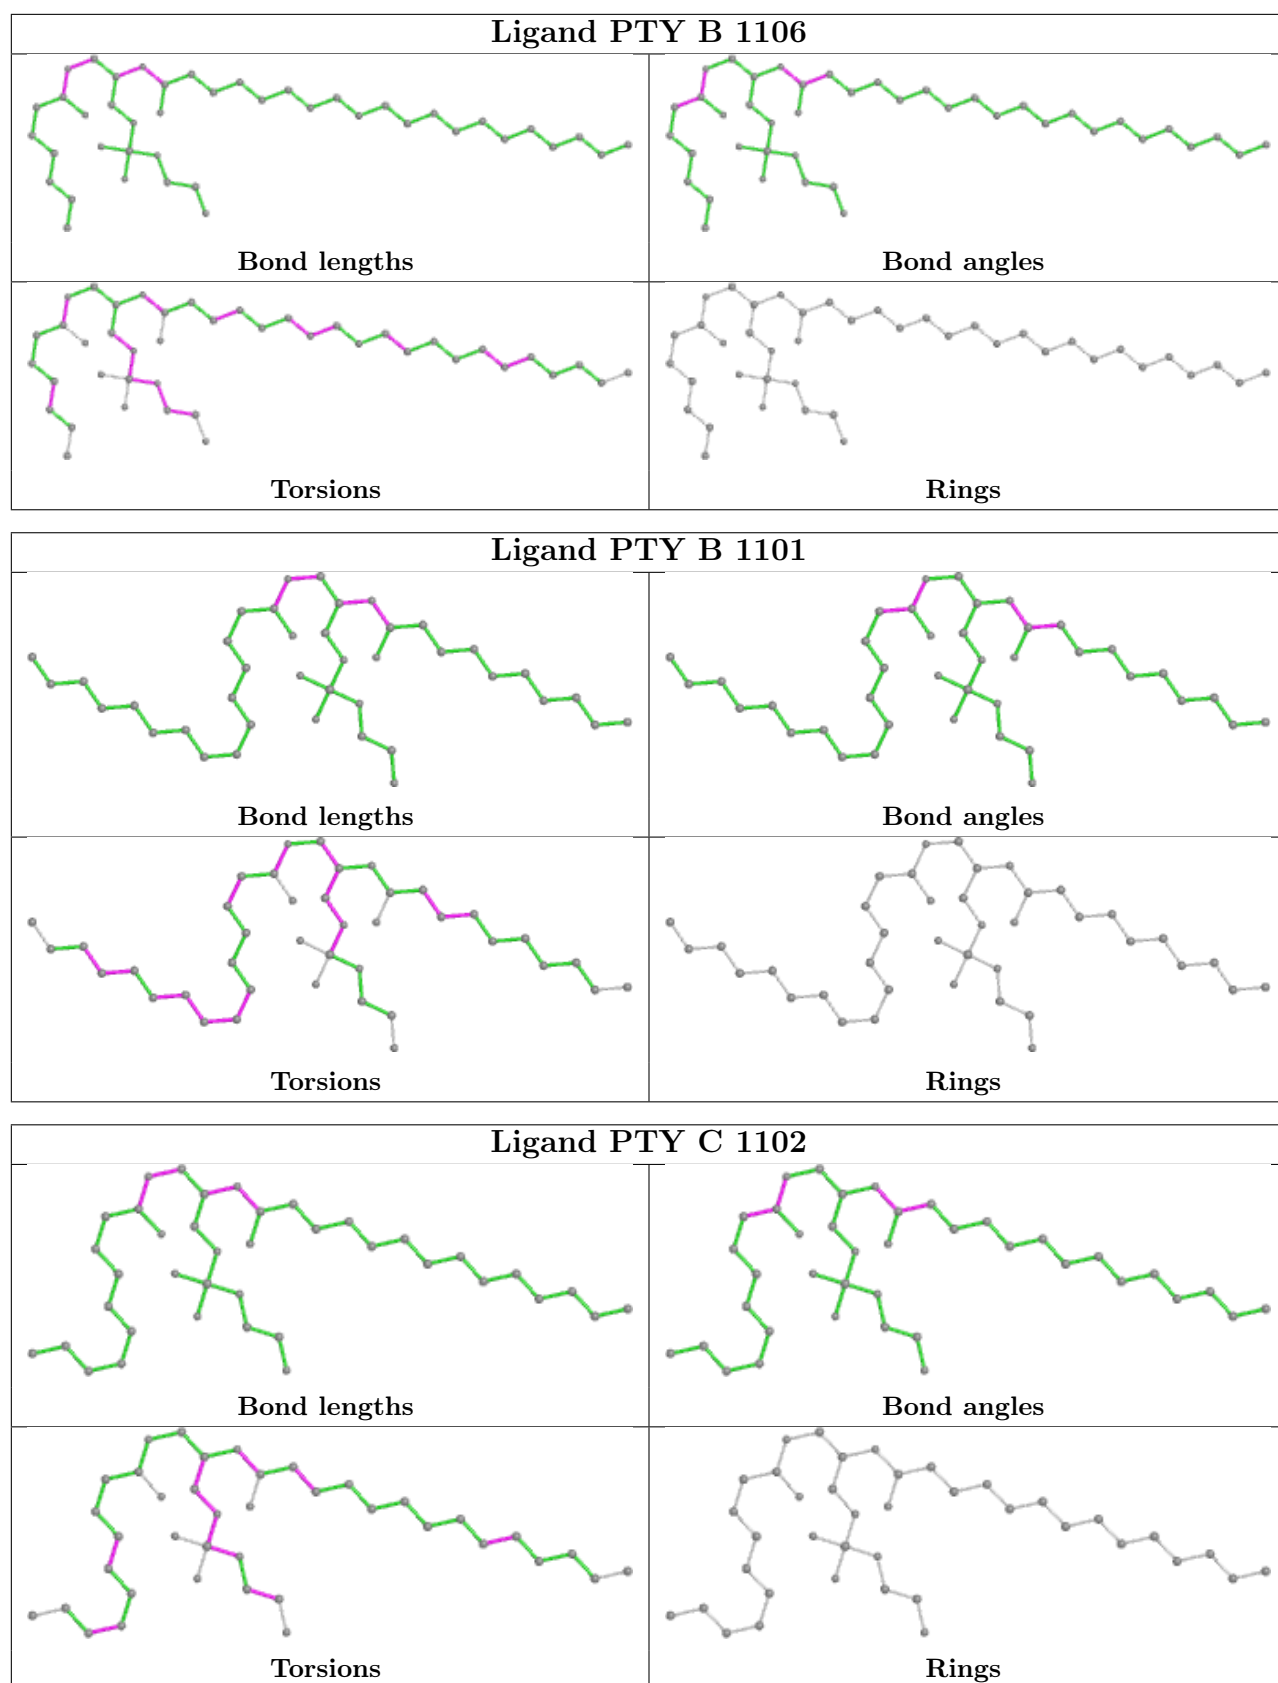 Ligand PTY B 1106
Bond lengths
Bond angles
Torsions
Rings
Ligand PTY B 1101
Bond lengths
Bond angles
Torsions
Rings
Ligand PTY C 1102
Bond lengths
Bond angles
Torsions
Rings